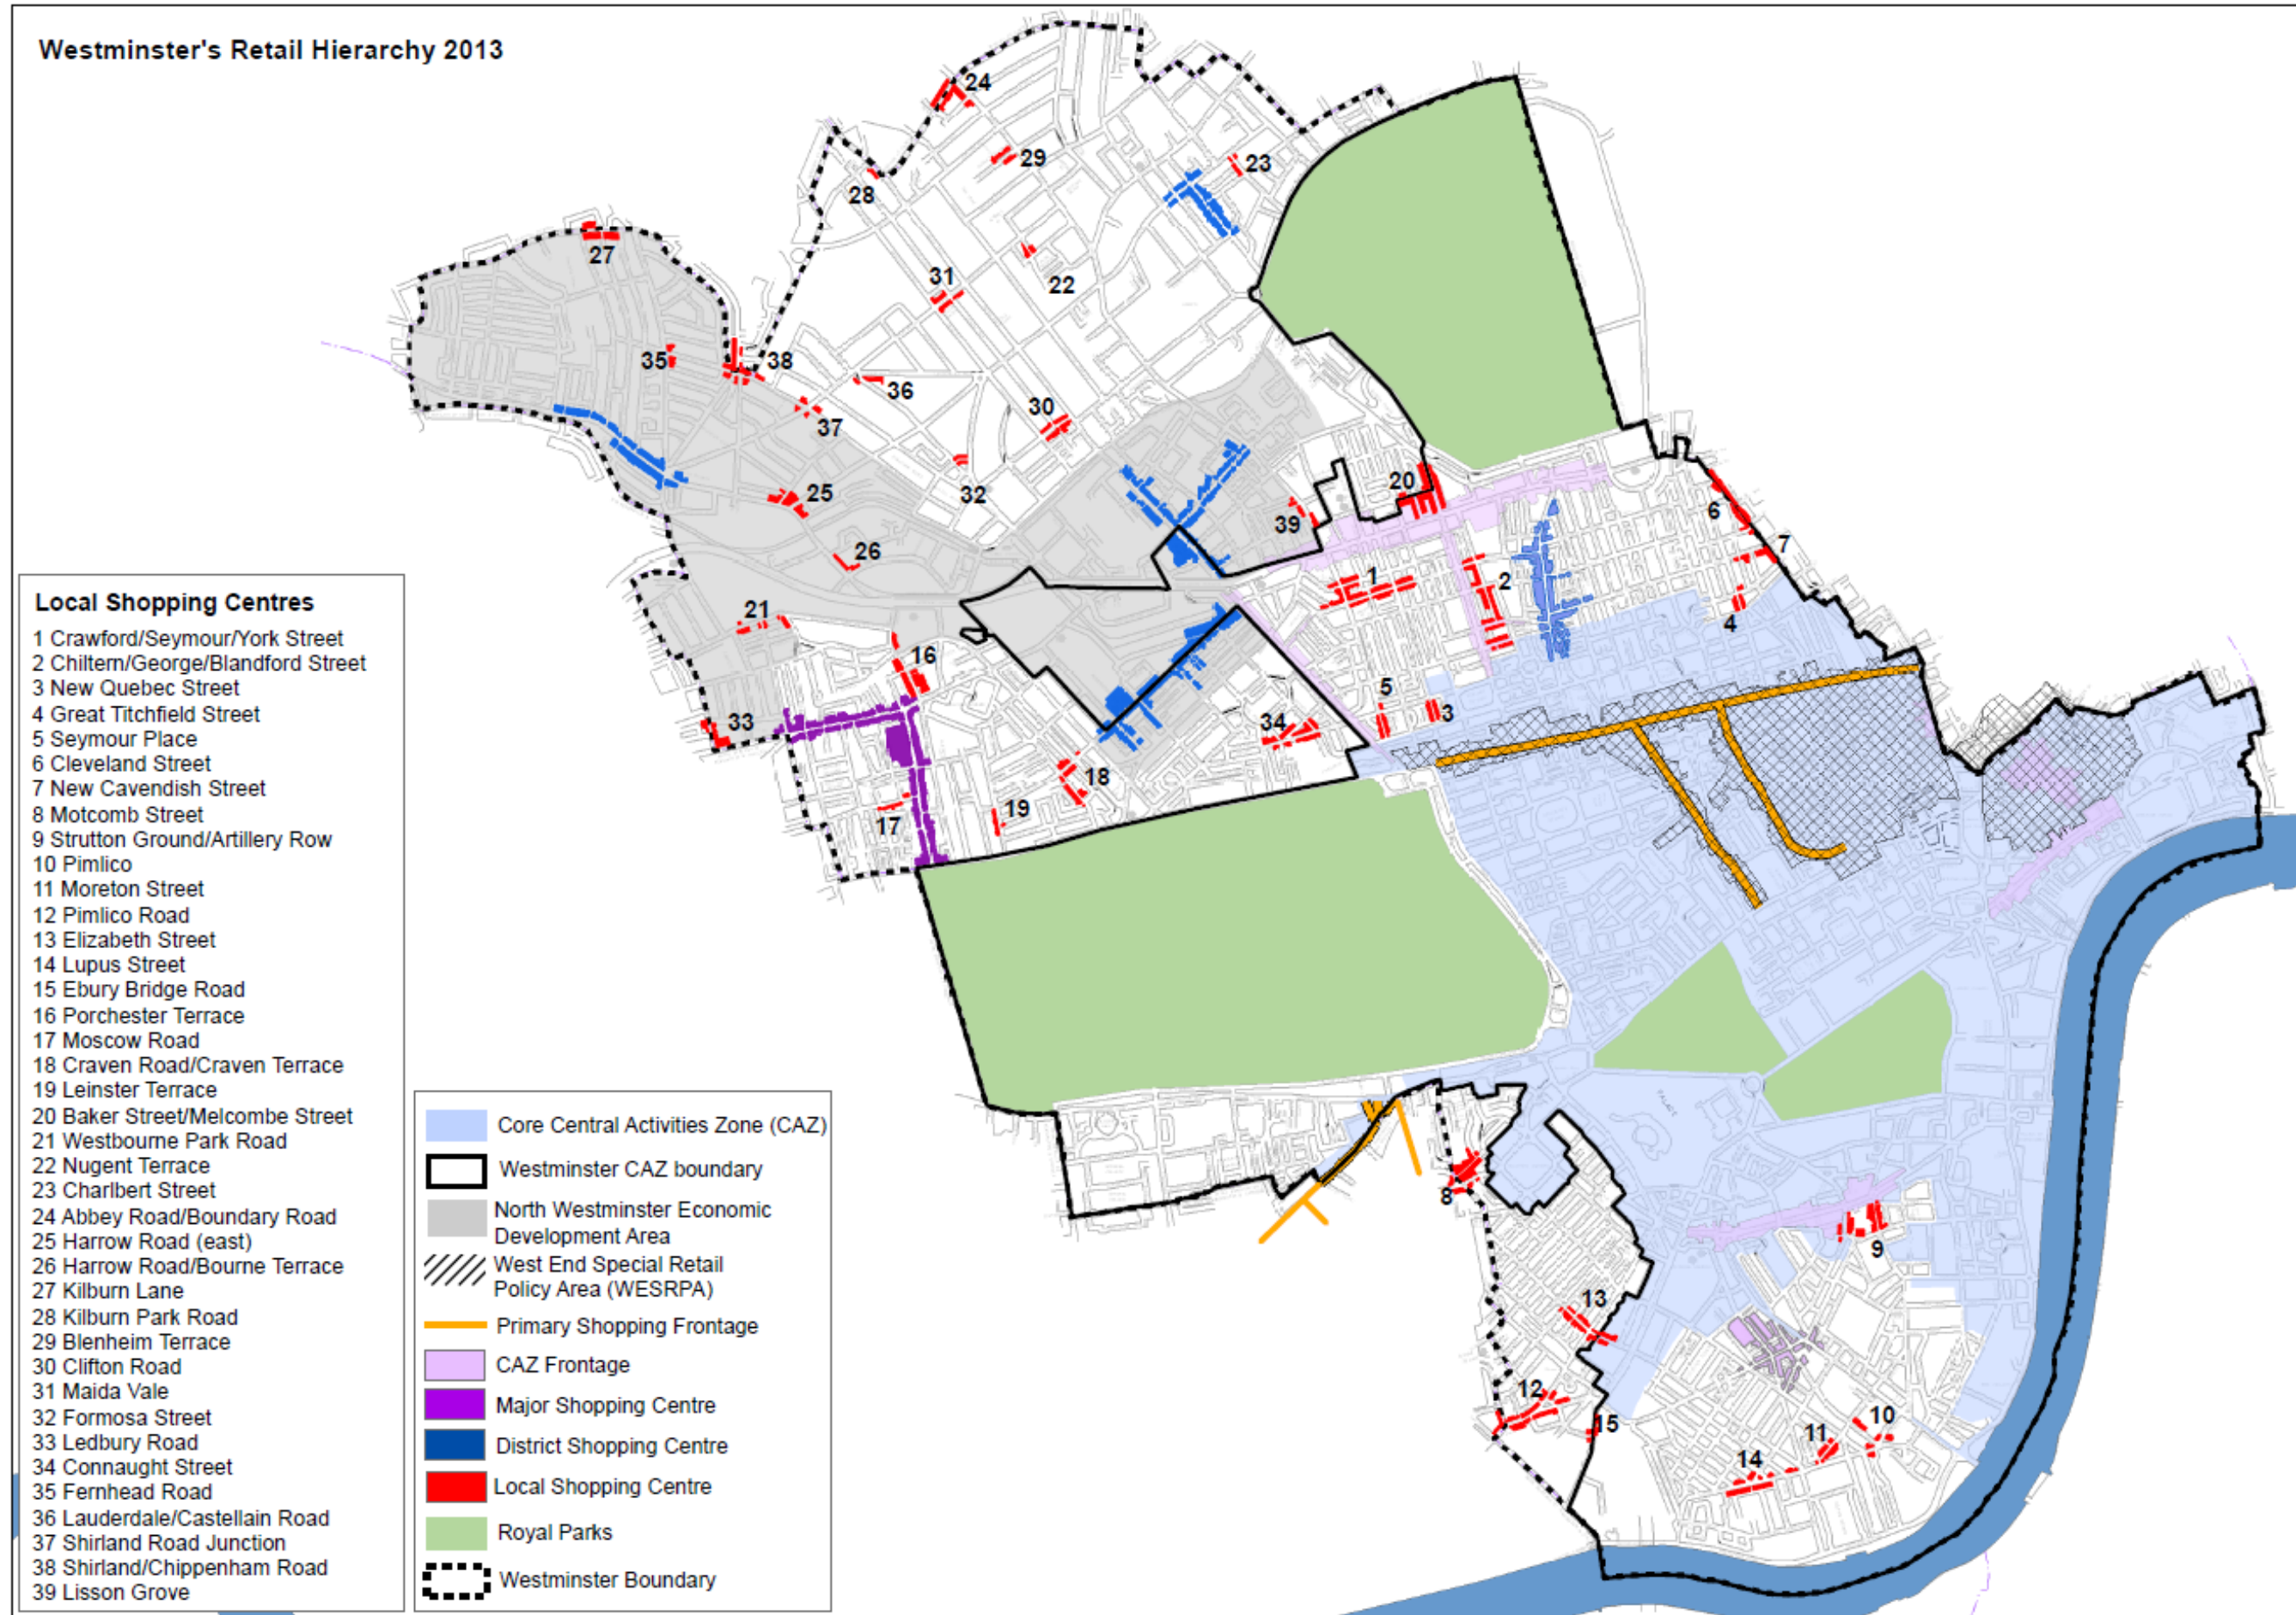 Westminster's Retail Hierarchy 2013
24
29
23
28
27
22
31
35
38
36
37
30
25
32
20
39
6
26
7
1
2
4
21
16
5
3
33
34
18
19
17
8
9
13
12
15
10
11
14
PALACE
Local Shopping Centres
1 Crawford/Seymour/York Street
2 Chiltern/George/Blandford Street
3 New Quebec Street
4 Great Titchfield Street
5 Seymour Place
6 Cleveland Street
7 New Cavendish Street
8 Motcomb Street
9 Strutton Ground/Artillery Row
10 Pimlico
11 Moreton Street
12 Pimlico Road
13 Elizabeth Street
14 Lupus Street
15 Ebury Bridge Road
16 Porchester Terrace
17 Moscow Road
18 Craven Road/Craven Terrace
19 Leinster Terrace
20 Baker Street/Melcombe Street
21 Westbourne Park Road
22 Nugent Terrace
23 Charlbert Street
24 Abbey Road/Boundary Road
25 Harrow Road (east)
26 Harrow Road/Bourne Terrace
27 Kilburn Lane
28 Kilburn Park Road
29 Blenheim Terrace
30 Clifton Road
31 Maida Vale
32 Formosa Street
33 Ledbury Road
34 Connaught Street
35 Fernhead Road
36 Lauderdale/Castellain Road
37 Shirland Road Junction
38 Shirland/Chippenham Road
39 Lisson Grove
Core Central Activities Zone (CAZ)
Westminster CAZ boundary
North Westminster Economic
Development Area
West End Special Retail
Policy Area (WESRPA)
Primary Shopping Frontage
CAZ Frontage
Major Shopping Centre
District Shopping Centre
Local Shopping Centre
Royal Parks
Westminster Boundary